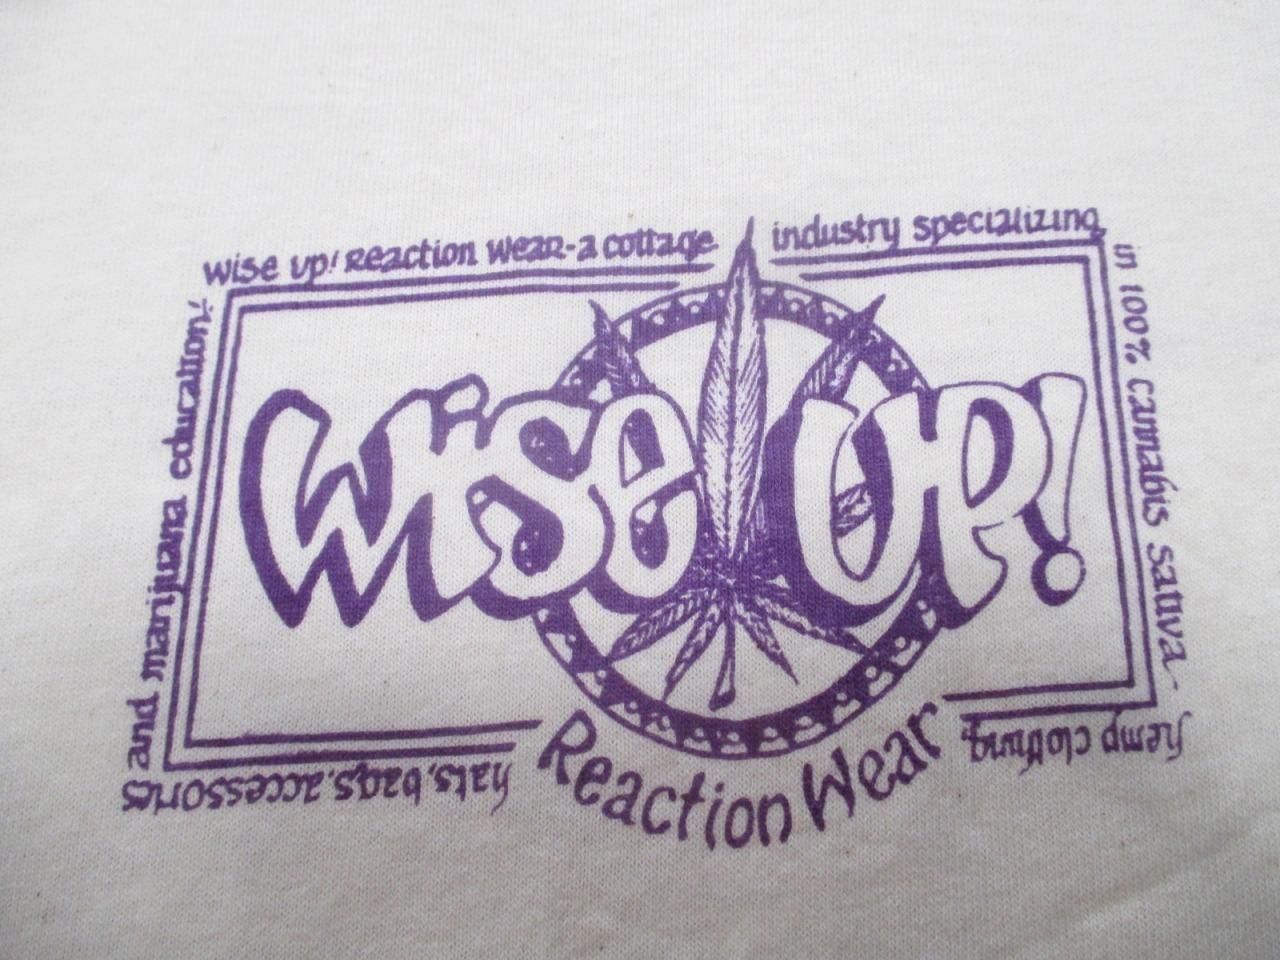 wise up! Reaction wear-a cottage industry specializing
in 100% cannabis sativa-
hemp clothing,
hats, bags, accessories
and marijuana education!
Wise UP!
Reaction Wear